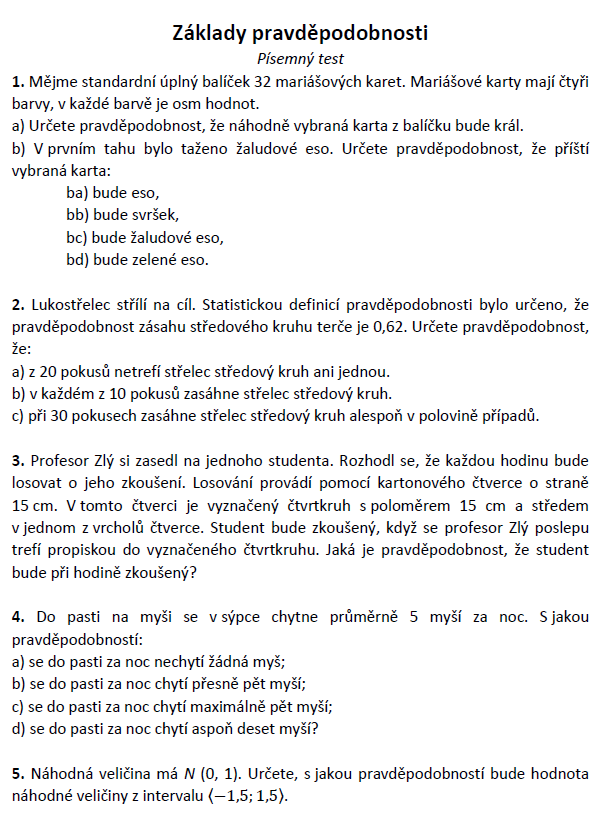 Základy pravděpodobnosti
Písemný test
1. Mějme standardní úplný balíček 32 mariášových karet. Mariášové karty mají čtyři
barvy, v každé barvě je osm hodnot.
a) Určete pravděpodobnost, že náhodně vybraná karta z balíčku bude král.
b) V prvním tahu bylo taženo žaludové eso. Určete pravděpodobnost, že příští
vybraná karta:
ba) bude eso,
bb) bude svršek,
bc) bude žaludové eso,
bd) bude zelené eso.
2. Lukostřelec střílí na cíl. Statistickou definicí pravděpodobnosti bylo určeno, že
pravděpodobnost zásahu středového kruhu terče je 0,62. Určete pravděpodobnost,
že:
a) z 20 pokusů netrefí střelec středový kruh ani jednou.
b) v každém z 10 pokusů zasáhne střelec středový kruh.
c) při 30 pokusech zasáhne střelec středový kruh alespoň v polovině případů.
3. Profesor Zlý si zasedl na jednoho studenta. Rozhodl se, že každou hodinu bude
losovat o jeho zkoušení. Losování provádí pomocí kartonového čtverce o straně
15 cm. V tomto čtverci je vyznačený čtvrtkruh s poloměrem 15 cm a středem
v jednom z vrcholů čtverce. Student bude zkoušený, když se profesor Zlý poslepu
trefí propiskou do vyznačeného čtvrtkruhu. Jaká je pravděpodobnost, že student
bude při hodině zkoušený?
4. Do pasti na myši se v sýpce chytne průměrně 5 myší za noc. S jakou
pravděpodobností:
a) se do pasti za noc nechytí žádná myš;
b) se do pasti za noc chytí přesně pět myší;
c) se do pasti za noc chytí maximálně pět myší;
d) se do pasti za noc chytí aspoň deset myší?
5. Náhodná veličina má N (0, 1). Určete, s jakou pravděpodobností bude hodnota
náhodné veličiny z intervalu ⟨−1,5; 1,5⟩.